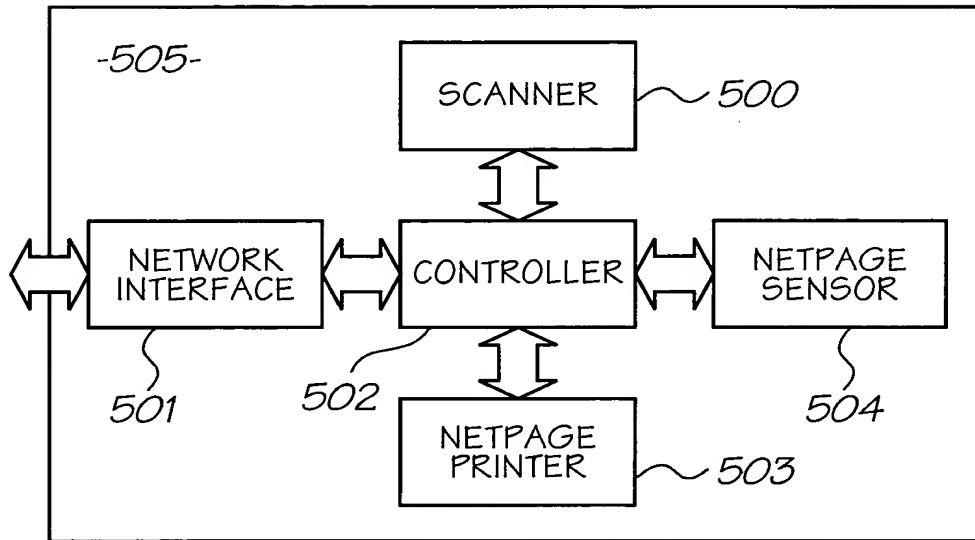 -505-
SCANNER
500
NETWORK
INTERFACE
CONTROLLER
NETPAGE
SENSOR
501
502
504
NETPAGE
PRINTER
503